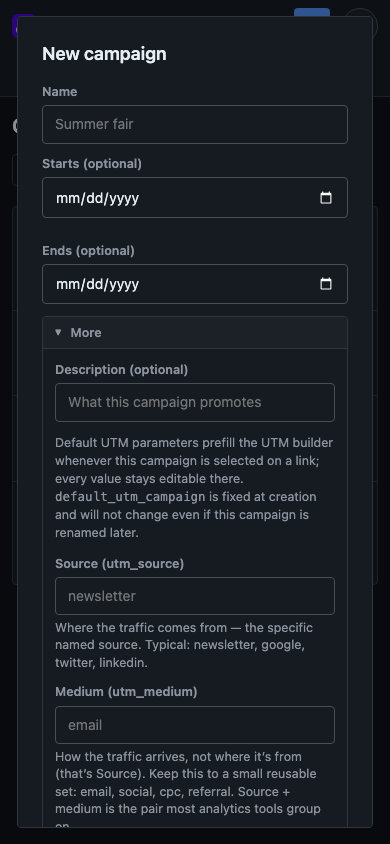 New campaign
Name
Summer fair
Starts (optional)
mm/dd/yyyy
Ends (optional)
mm/dd/yyyy
▼ More
Description (optional)
What this campaign promotes
Default UTM parameters prefill the UTM builder
whenever this campaign is selected on a link;
every value stays editable there.
default_utm_campaign is fixed at creation
and will not change even if this campaign is
renamed later.
Source (utm_source)
newsletter
Where the traffic comes from — the specific
named source. Typical: newsletter, google,
twitter, linkedin.
Medium (utm_medium)
email
How the traffic arrives, not where it's from
(that's Source). Keep this to a small reusable
set: email, social, cpc, referral. Source +
medium is the pair most analytics tools group
on.